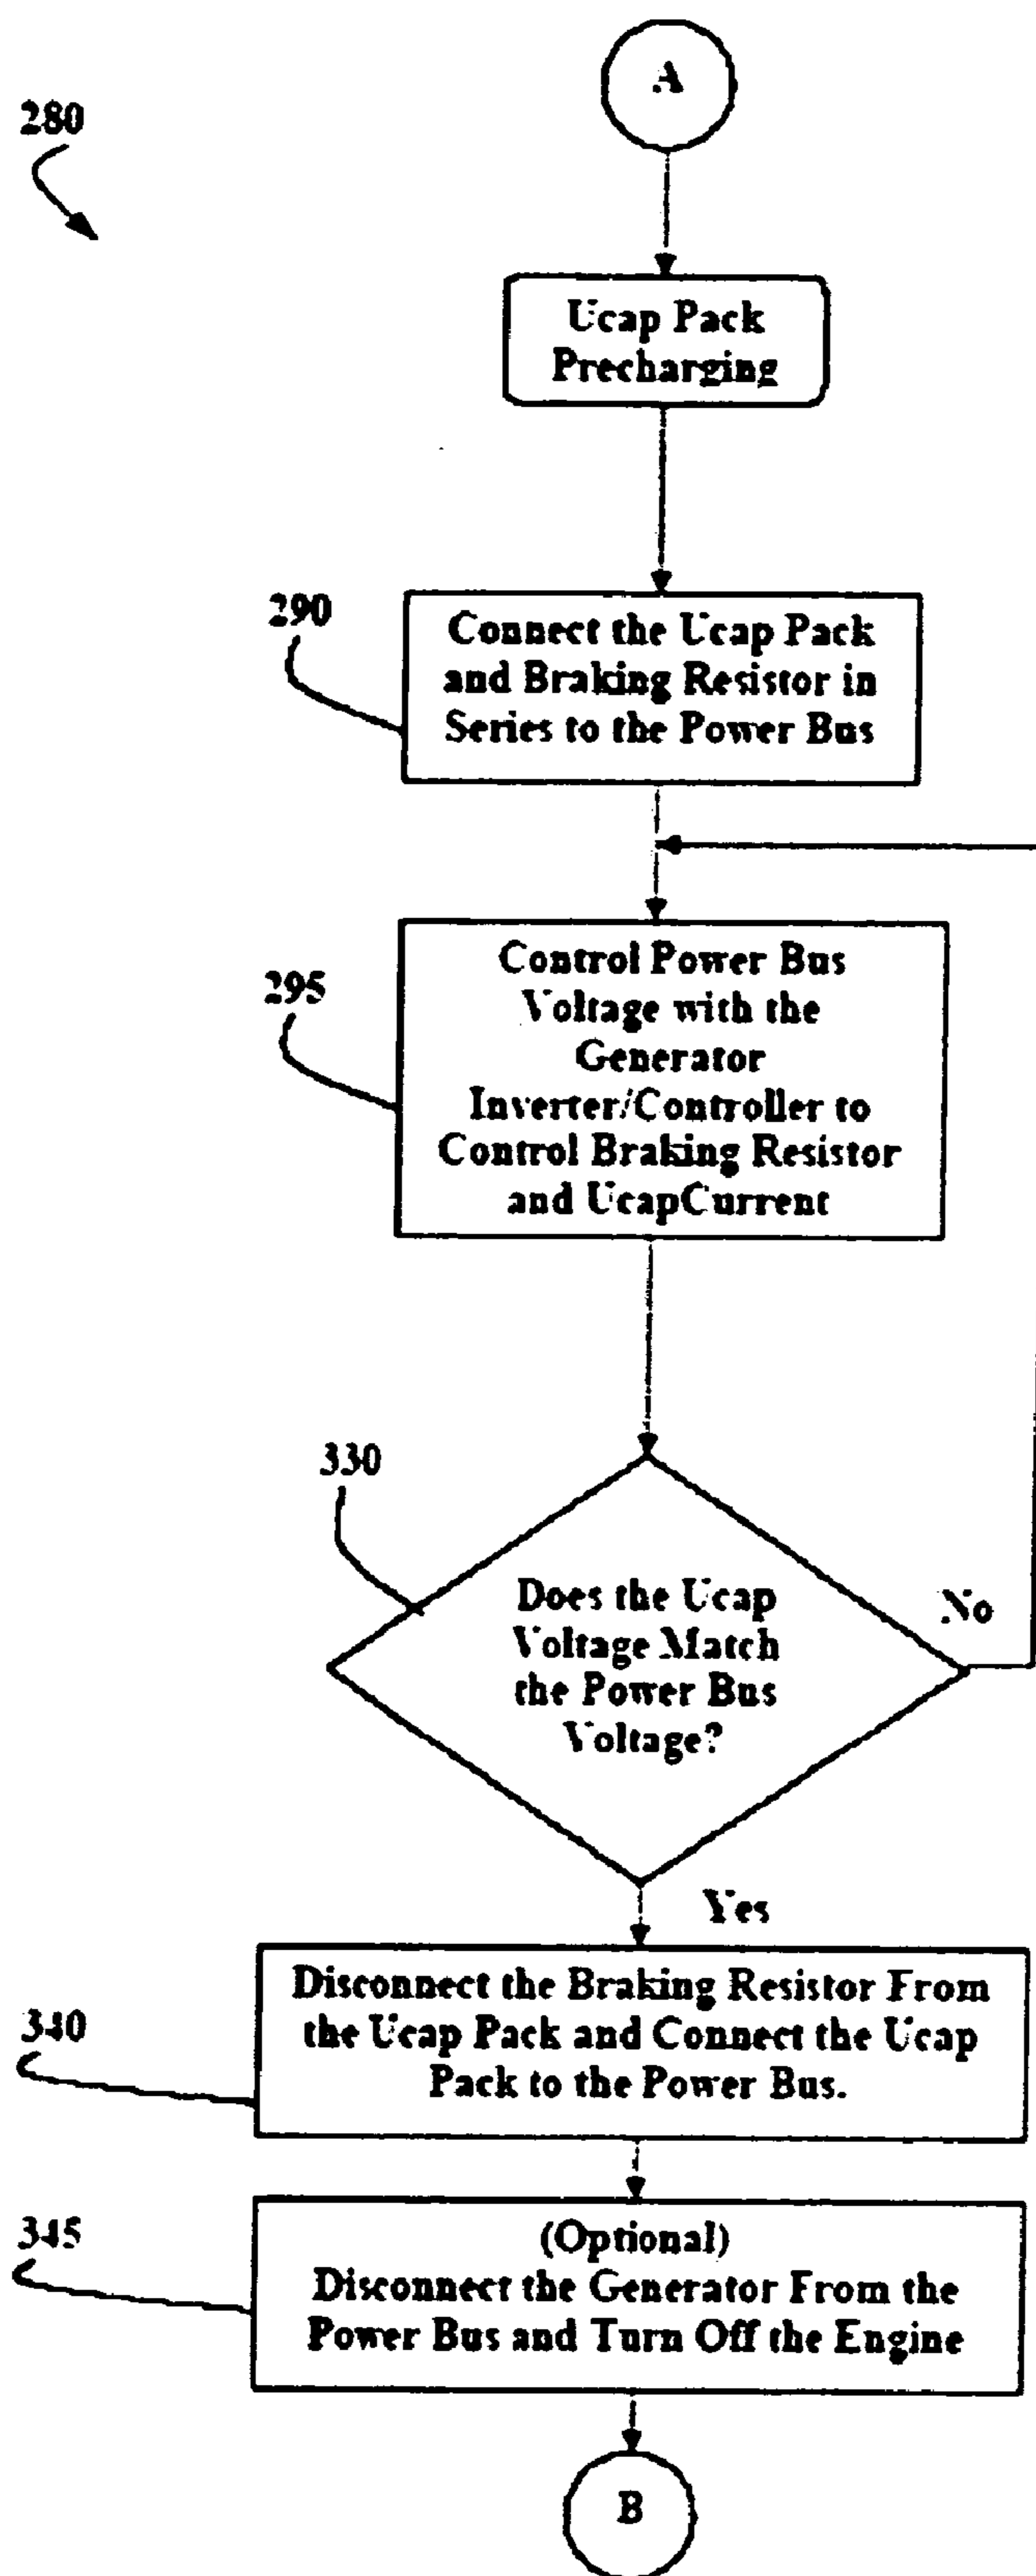 A
280
Ucap Pack
Precharging
290
Connect the Ucap Pack
and Braking Resistor in
Series to the Power Bus
295
Control Power Bus
Voltage with the
Generator
Inverter/Controller to
Control Braking Resistor
and UcapCurrent
330
Does the Ucap
Voltage Match
the Power Bus
Voltage?
No
Yes
340
Disconnect the Braking Resistor From
the Ucap Pack and Connect the Ucap
Pack to the Power Bus.
345
(Optional)
Disconnect the Generator From the
Power Bus and Turn Off the Engine
B